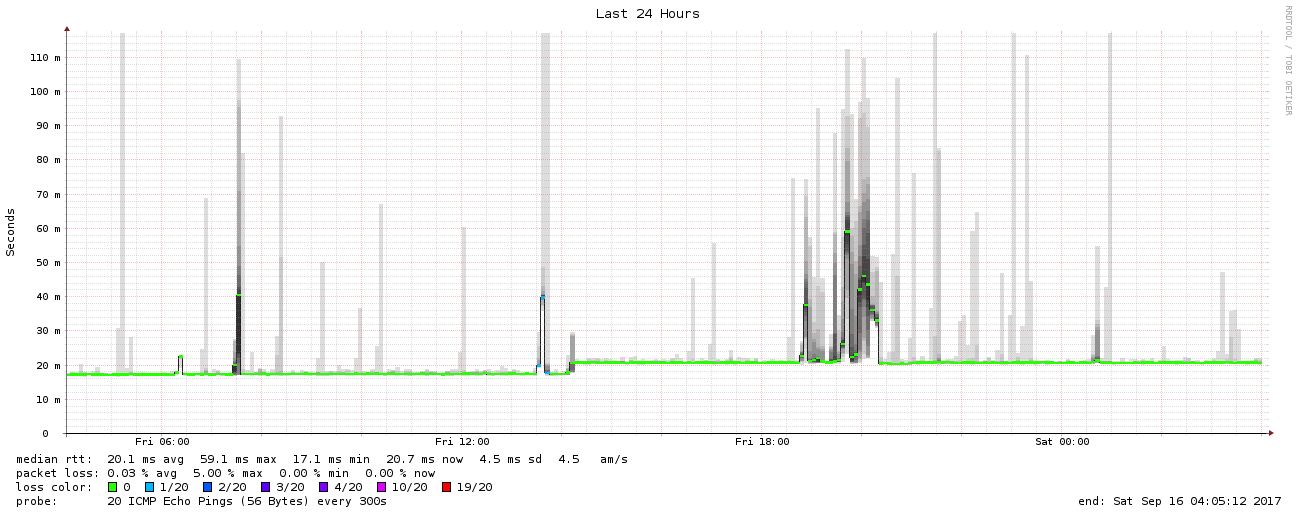 Last 24 Hours
RRDTOOL / TOBI OETIKER
Seconds
110 m
100 m
90 m
80 m
70 m
60 m
50 m
40 m
30 m
20 m
10 m
0
Fri 06:00 Fri 12:00 Fri 18:00 Sat 00:00
median rtt: 20.1 ms avg 59.1 ms max 17.1 ms min 20.7 ms now 4.5 ms sd 4.5 am/s
packet loss: 0.03 % avg 5.00 % max 0.00 % min 0.00 % now
loss color: 0 1/20 2/20 3/20 4/20 10/20 19/20
probe: 20 ICMP Echo Pings (56 Bytes) every 300s end: Sat Sep 16 04:05:12 2017